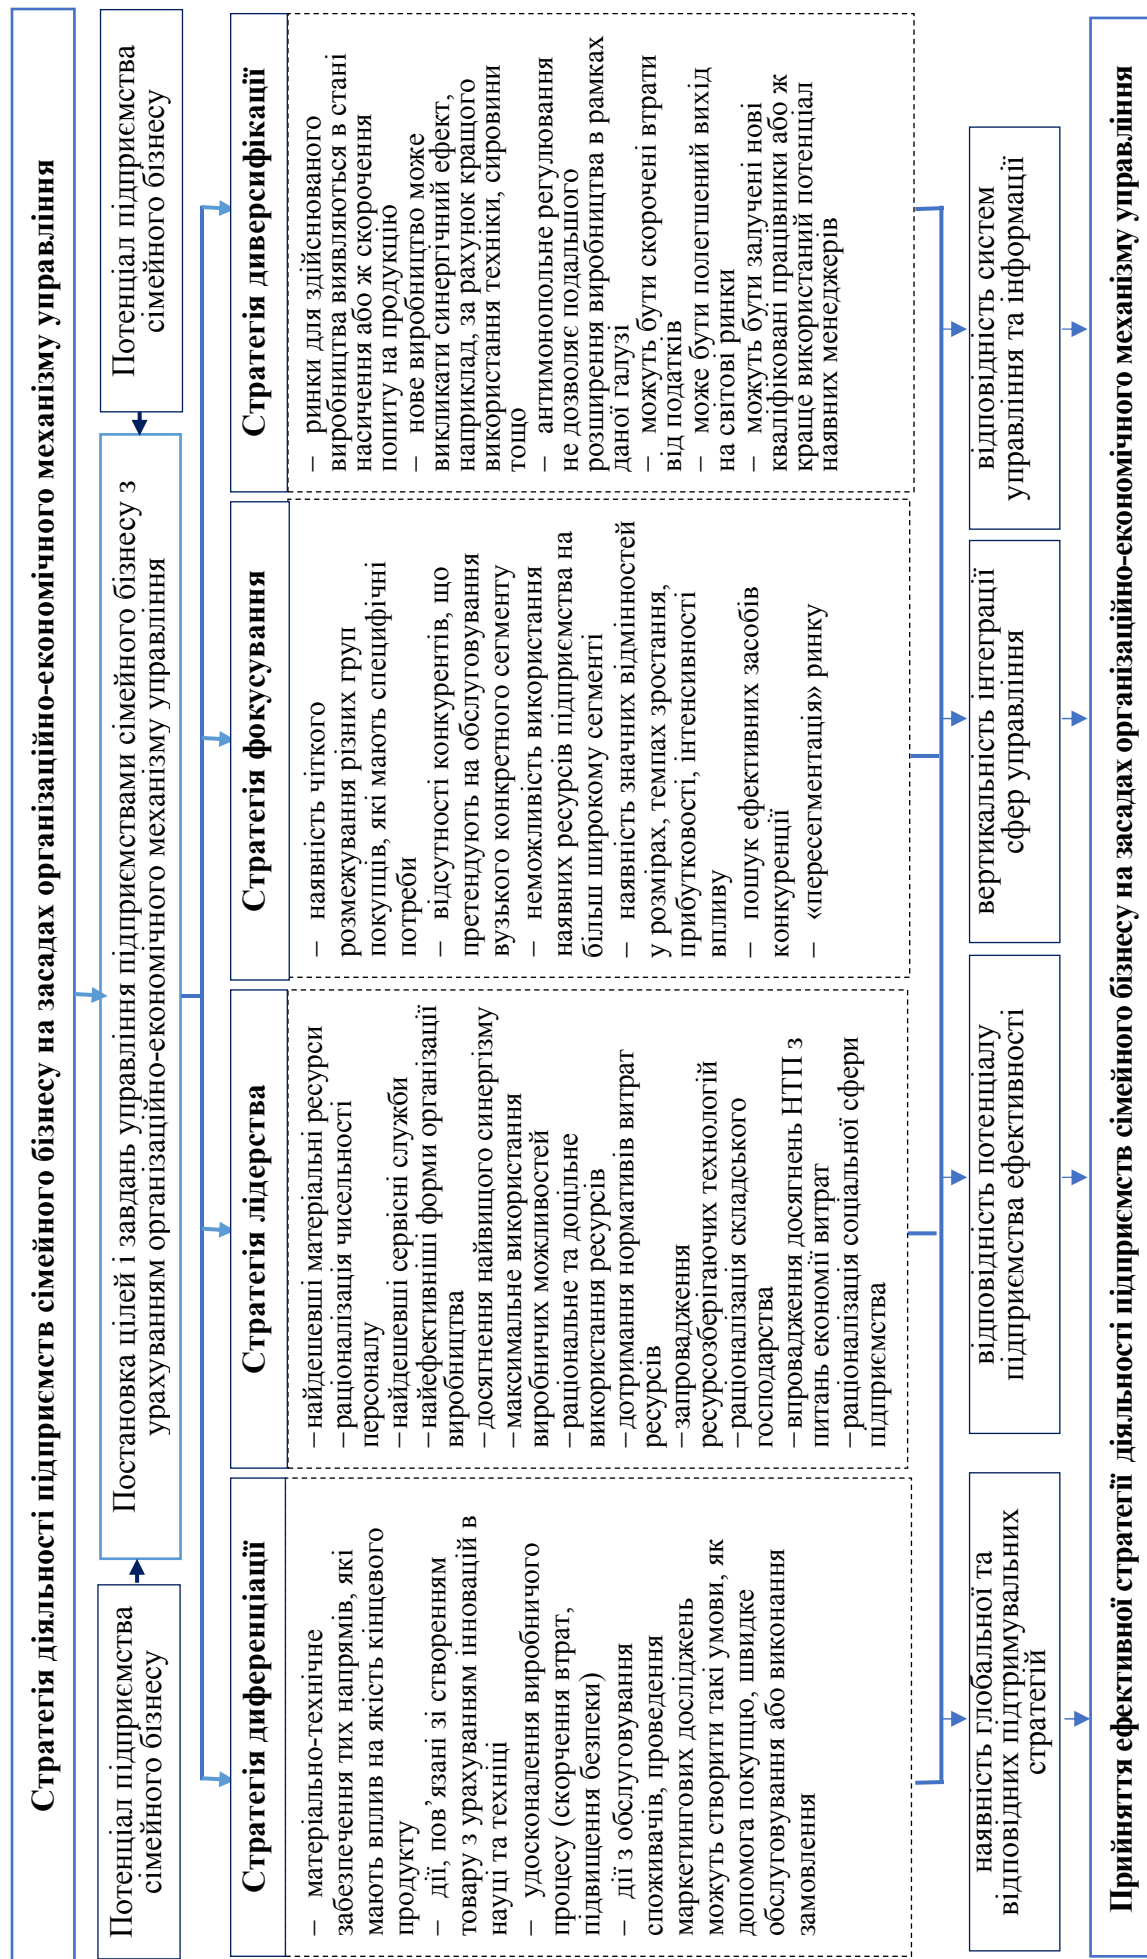 Стратегія діяльності підприємств сімейного бізнесу на засадах організаційно-економічного механізму управління
Потенціал підприємства
сімейного бізнесу
Постановка цілей і завдань управління підприємствами сімейного бізнесу з
урахуванням організаційно-економічного механізму управління
Потенціал підприємства
сімейного бізнесу
Стратегія диференціації
– матеріально-технічне
забезпечення тих напрямів, які
мають вплив на якість кінцевого
продукту
– дії, пов’язані зі створенням
товару з урахуванням інновацій в
науці та техніці
– удосконалення виробничого
процесу (скорчення втрат,
підвищення безпеки)
– дії з обслуговування
споживачів, проведення
маркетингових досліджень
можуть створити такі умови, як
допомога покупцю, швидке
обслуговування або виконання
замовлення
Стратегія лідерства
– найдешевші матеріальні ресурси
– раціоналізація чисельності
персоналу
– найдешевші сервісні служби
– найефективніші форми організації
виробництва
– досягнення найвищого синергізму
– максимальне використання
виробничих можливостей
– раціональне та доцільне
використання ресурсів
– дотримання нормативів витрат
ресурсів
– запровадження
ресурсозберігаючих технологій
– раціоналізація складського
господарства
– впровадження досягнень НТП з
питань економії витрат
– раціоналізація соціальної сфери
підприємства
Стратегія фокусування
– наявність чіткого
розмежування різних груп
покупців, які мають специфічні
потреби
– відсутності конкурентів, що
претендують на обслуговування
вузького конкретного сегменту
– неможливість використання
наявних ресурсів підприємства на
більш широкому сегменті
– наявність значних відмінностей
у розмірах, темпах зростання,
прибутковості, інтенсивності
впливу
– пошук ефективних засобів
конкуренції
– «пересегментація» ринку
Стратегія диверсифікації
– ринки для здійснюваного
виробництва виявляються в стані
насичення або ж скорочення
попиту на продукцію
– нове виробництво може
викликати синергічний ефект,
наприклад, за рахунок кращого
використання техніки, сировини
тощо
– антимонопольне регулювання
не дозволяє подальшого
розширення виробництва в рамках
даної галузі
– можуть бути скорочені втрати
від податків
– може бути полегшений вихід
на світові ринки
– можуть бути залучені нові
кваліфіковані працівники або ж
краще використаний потенціал
наявних менеджерів
наявність глобальної та
відповідних підтримувальних
стратегій
відповідність потенціалу
підприємства ефективності
вертикальність інтеграції
сфер управління
відповідність систем
управління та інформації
Прийняття ефективної стратегії діяльності підприємств сімейного бізнесу на засадах організаційно-економічного механізму управління